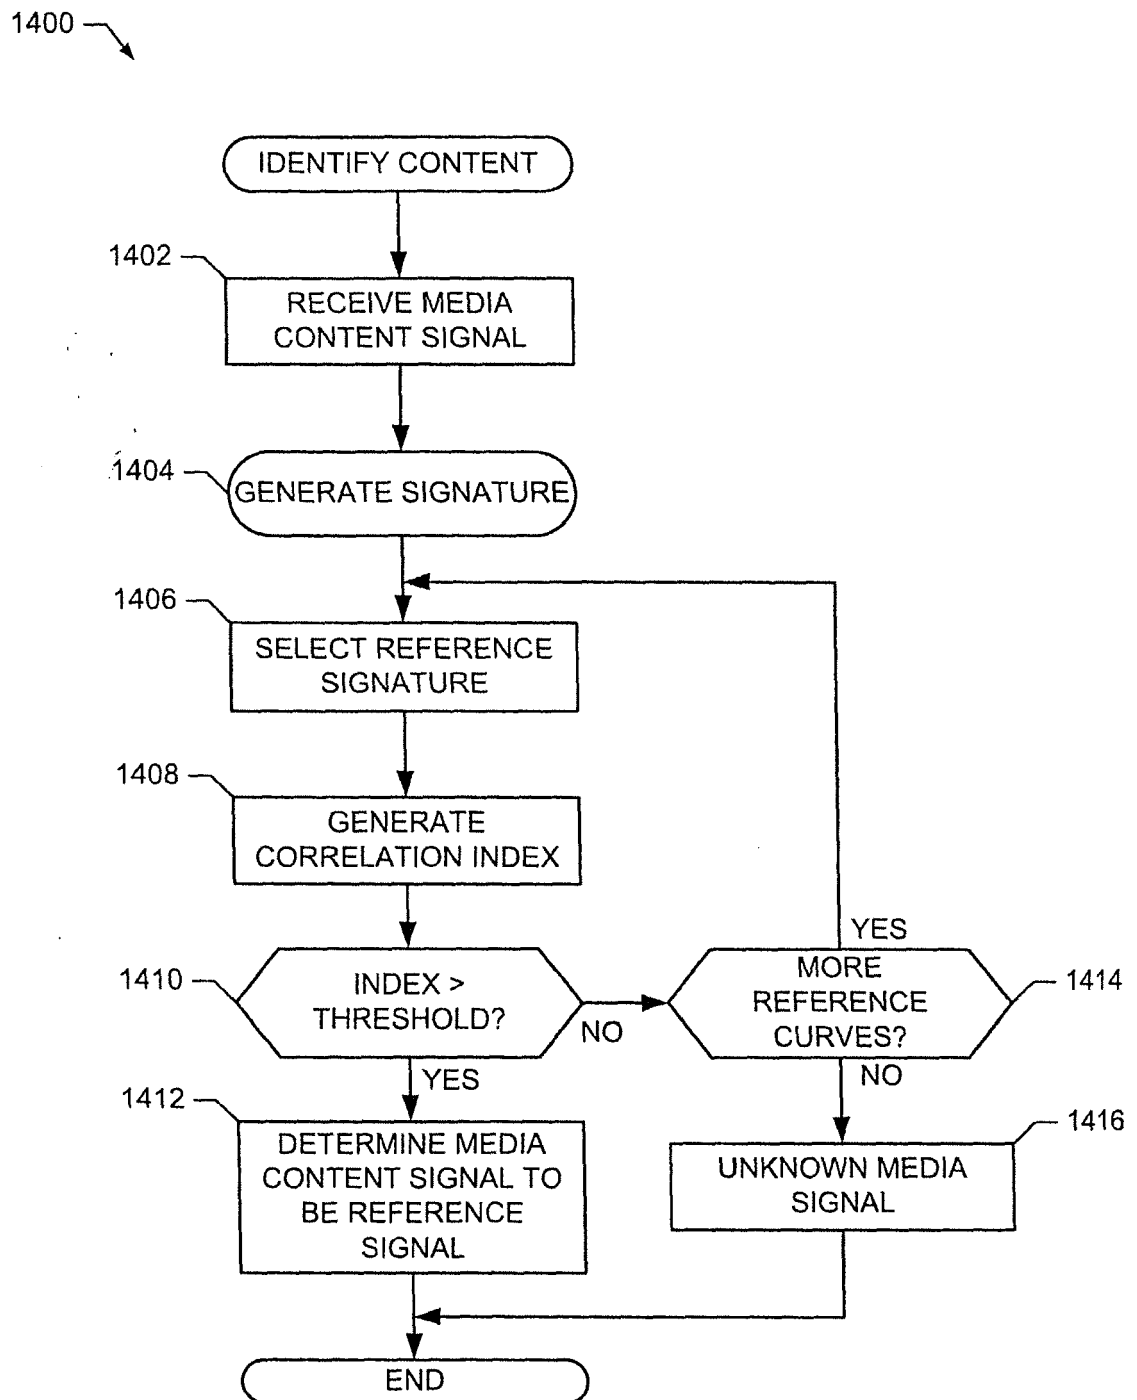 1400
IDENTIFY CONTENT
1402
RECEIVE MEDIA
CONTENT SIGNAL
1404
GENERATE SIGNATURE
1406
SELECT REFERENCE
SIGNATURE
1408
GENERATE
CORRELATION INDEX
1410
INDEX >
THRESHOLD?
NO
YES
MORE
REFERENCE
CURVES?
1414
YES
NO
1412
DETERMINE MEDIA
CONTENT SIGNAL TO
BE REFERENCE
SIGNAL
1416
UNKNOWN MEDIA
SIGNAL
END